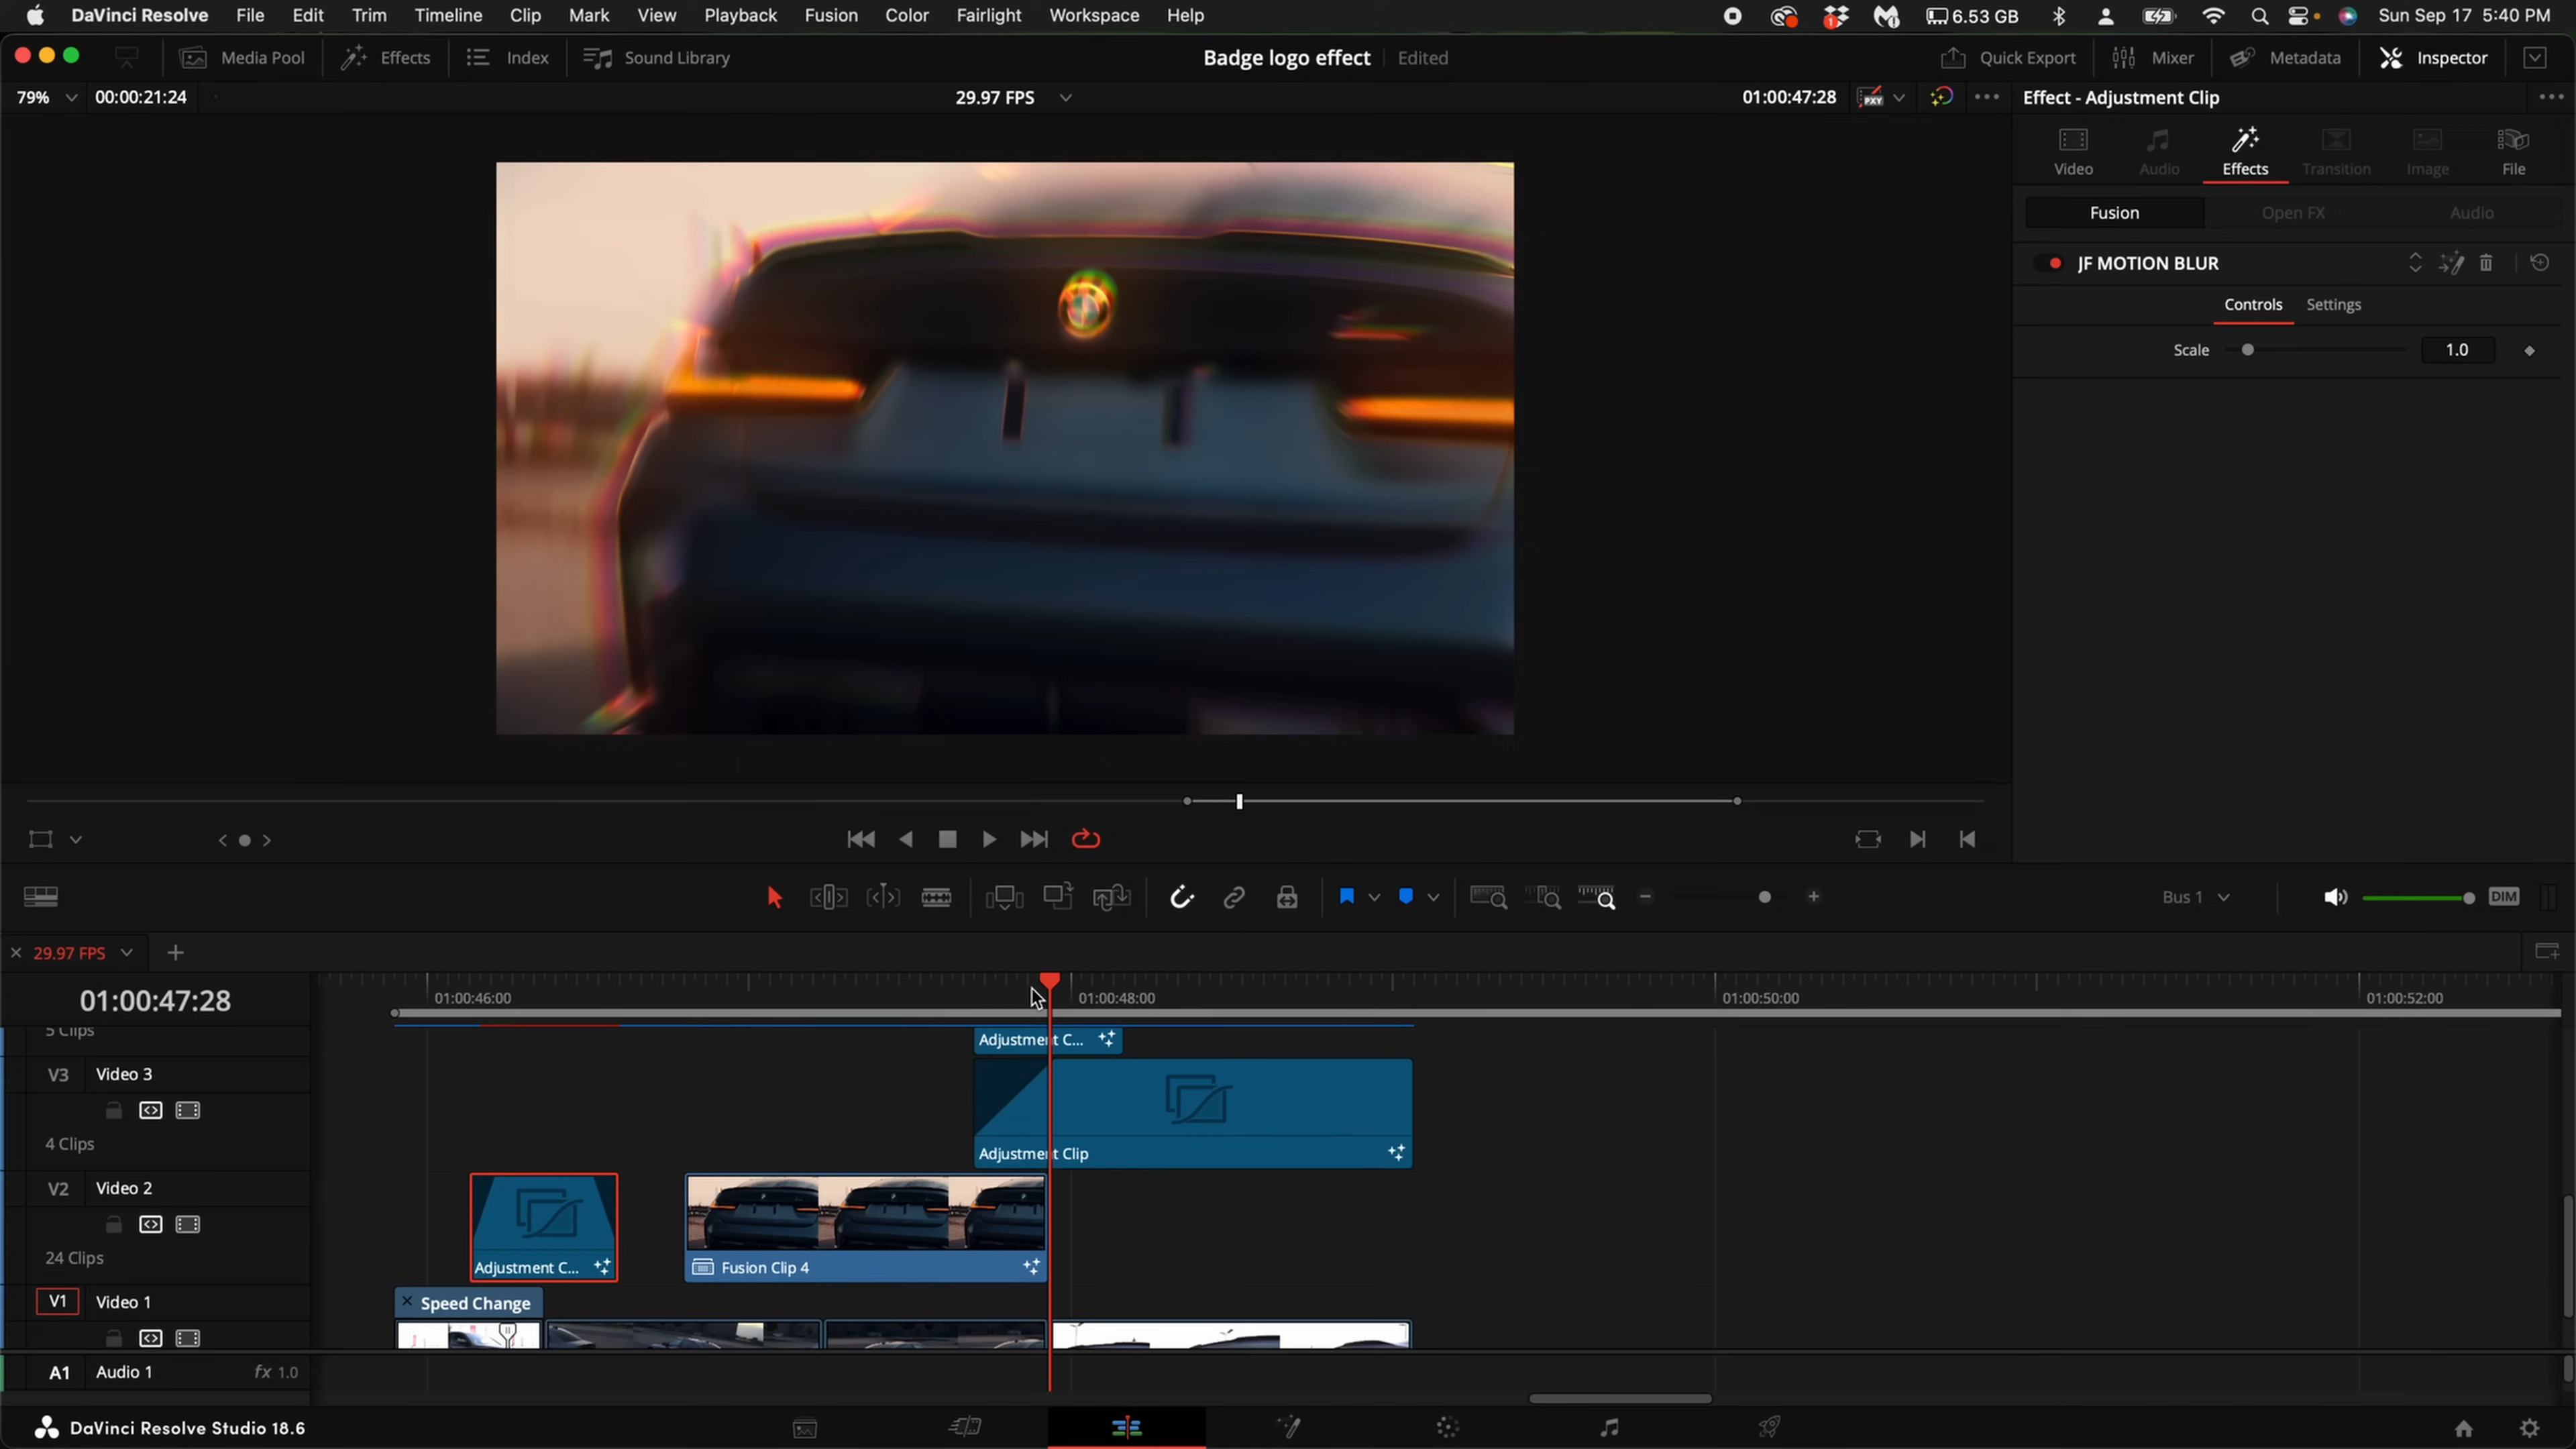 DaVinci Resolve File Edit Trim Timeline Clip Mark View Playback Fusion Color Fairlight Workspace Help 1 6.53 GB Sun Sep 17 5:40 PM
Media Pool Effects Index Sound Library Badge logo effect Edited Quick Export Mixer Metadata Inspector
79% 00:00:21:24 29.97 FPS 01:00:47:28 PXY Effect - Adjustment Clip
Video Audio Effects Transition Image File
Fusion Open FX Audio
JF MOTION BLUR
Controls Settings
Scale 1.0
Bus 1 DIM
29.97 FPS
01:00:47:28 01:00:46:00 01:00:48:00 01:00:50:00 01:00:52:00
5 Clips
Adjustment C...
V3 Video 3
4 Clips
Adjustment Clip
V2 Video 2
24 Clips
Adjustment C... Fusion Clip 4
V1 Video 1
Speed Change
A1 Audio 1 fx 1.0
DaVinci Resolve Studio 18.6